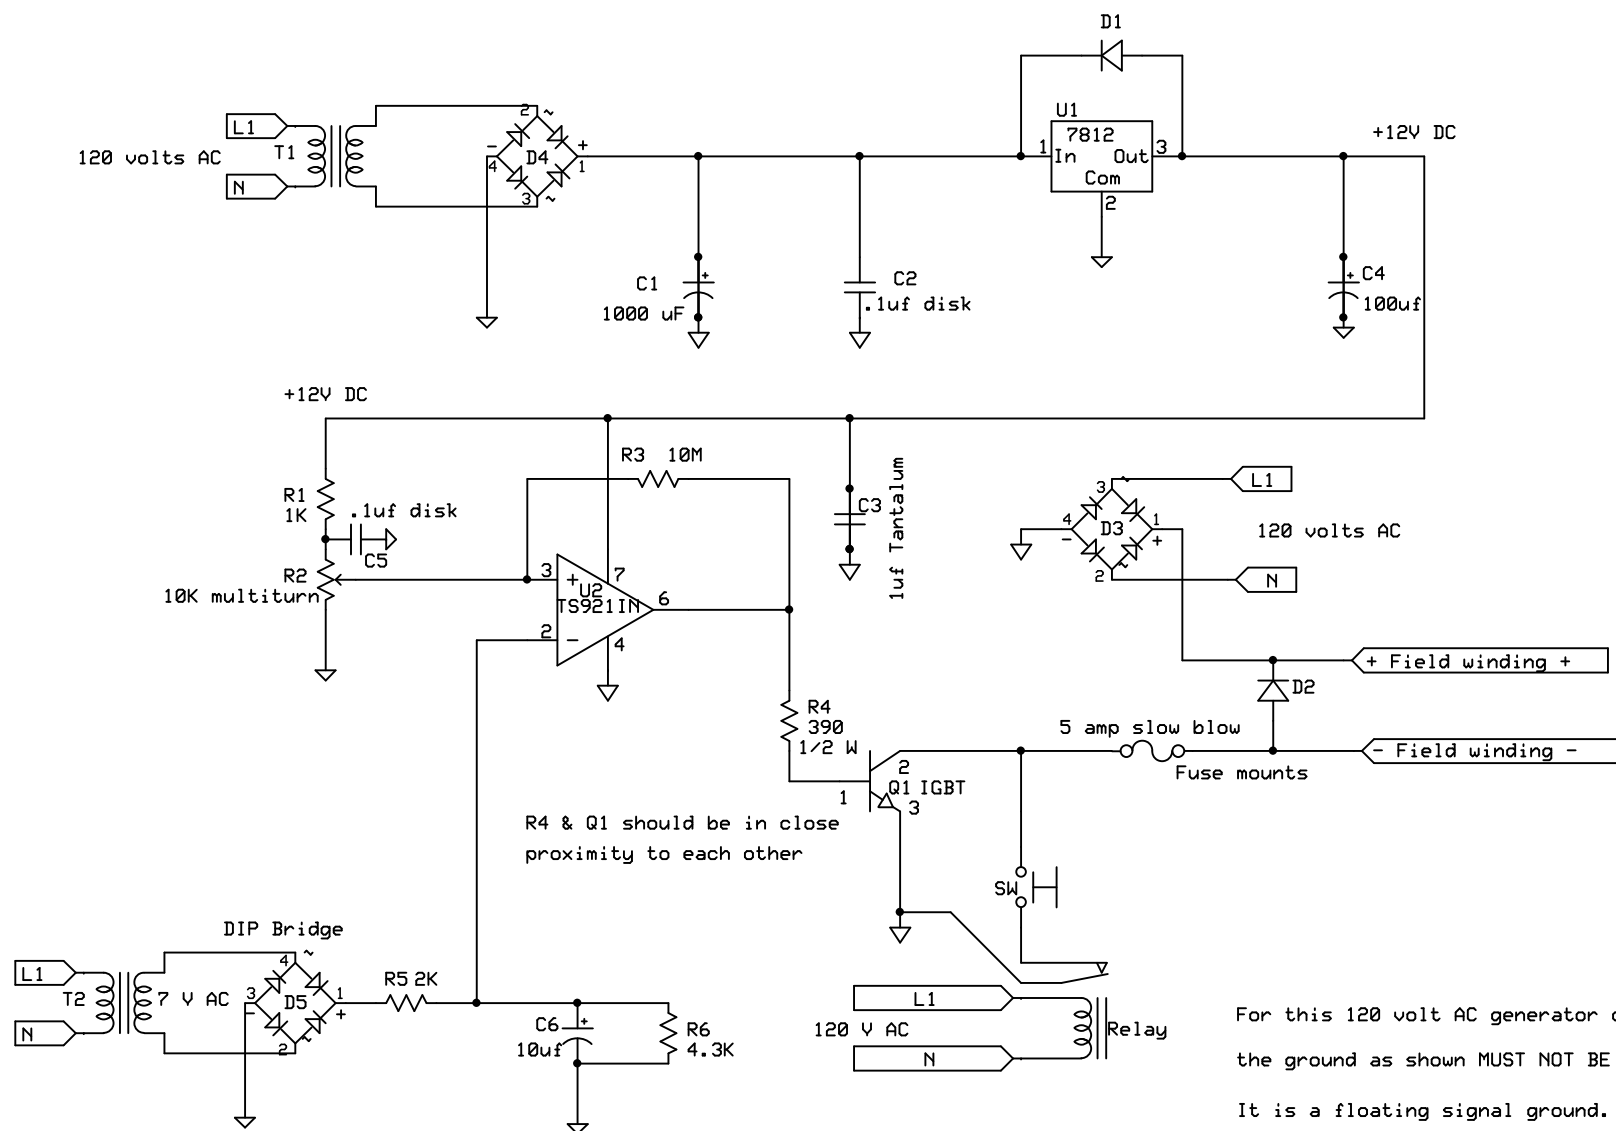 D1
U1
7812
1 In Out 3
Com
2
+12V DC
120 volts AC
L1
T1
N
2 ~
- +
4 D4 1
3 ~
C1
1000 uF
+
C2
.1uf disk
+ C4
100uf
+12V DC
R3 10M
R1
1K
.1uf disk
C5
R2
10K multiturn
3 + 7
U2
TS921IN 6
2 - 4
C3
1uf Tantalum
L1
3 ~
4 D3 1
- +
2 ~
120 volts AC
N
+ Field winding +
D2
5 amp slow blow
- Field winding -
Fuse mounts
R4
390
1/2 W
2
Q1 IGBT
1 3
R4 & Q1 should be in close
proximity to each other
SW
DIP Bridge
L1
T2
N
7 V AC
4 ~
3 D5 1
- +
2 ~
R5 2K
C6 +
10uf
R6
4.3K
L1
120 V AC
N
Relay
For this 120 volt AC generator
the ground as shown MUST NOT BE
It is a floating signal ground.